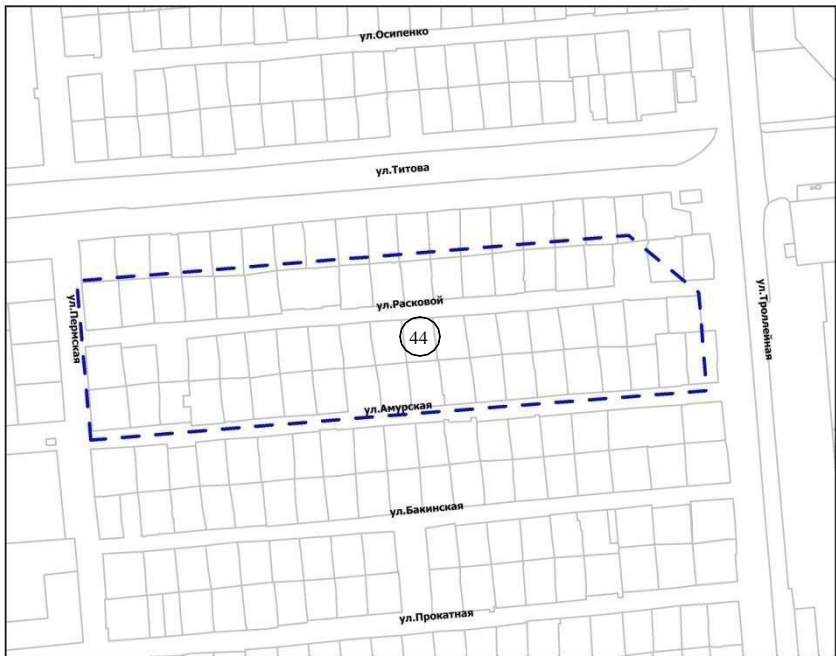 ул.Осипенко
ул.Титова
ул.Расковой
ул.Пермская
ул.Троллейная
44
ул.Амурская
ул.Бакинская
ул.Прокатная